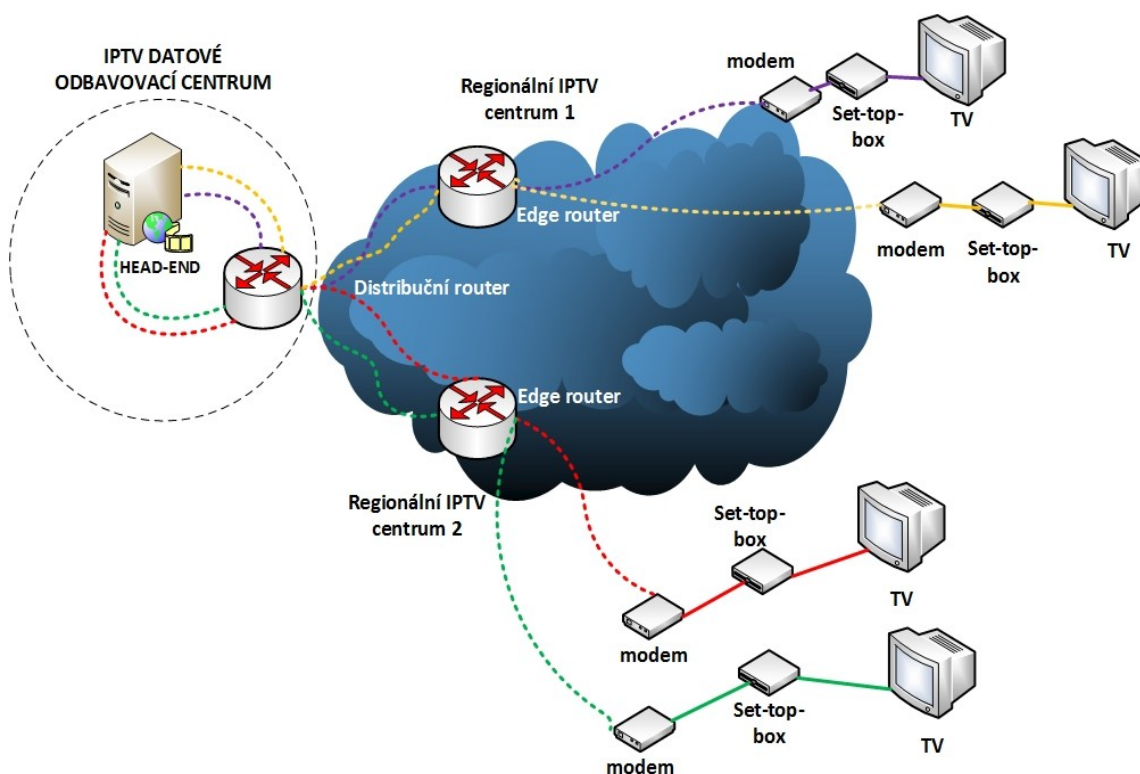 IPTV DATOVÉ
ODBAVOVACÍ CENTRUM
HEAD-END
Distribuční router
Regionální IPTV
centrum 1
Edge router
modem
Set-top-
box
TV
modem
Set-top-
box
TV
Edge router
Regionální IPTV
centrum 2
Set-top-
box
modem
TV
Set-top-
box
modem
TV